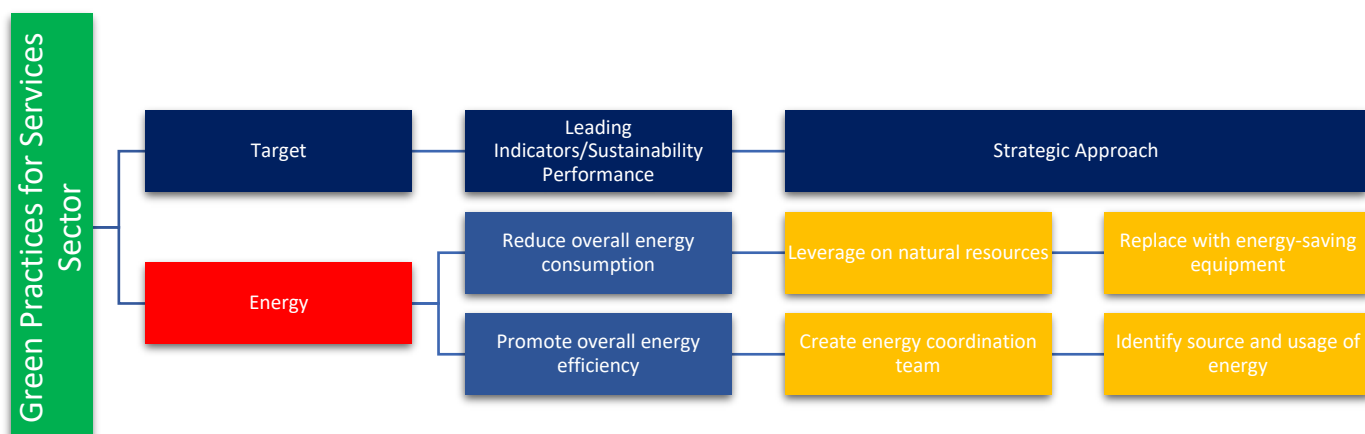 Green Practices for Services
Sector
Target
Leading
Indicators/Sustainability
Performance
Strategic Approach
Energy
Reduce overall energy
consumption
Leverage on natural resources
Replace with energy-saving
equipment
Promote overall energy
efficiency
Create energy coordination
team
Identify source and usage of
energy